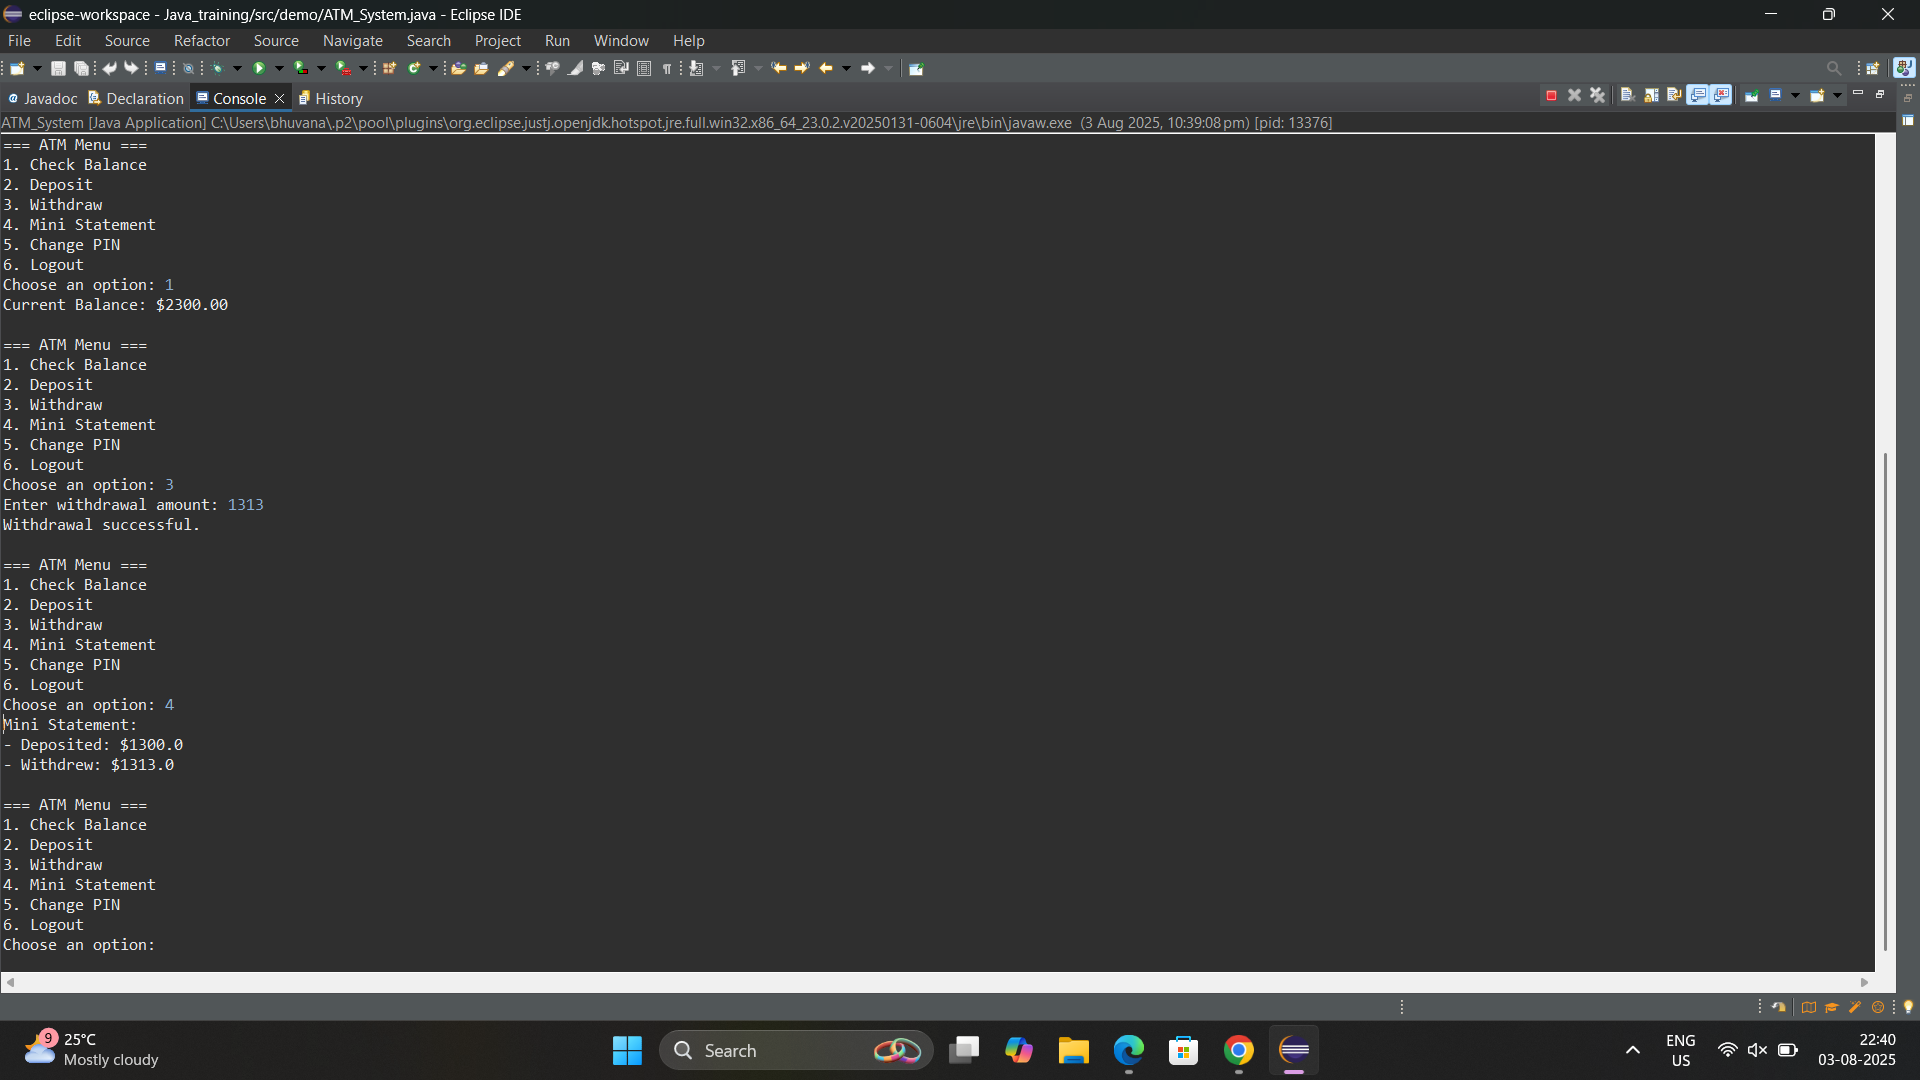 eclipse-workspace - Java_training/src/demo/ATM_System.java - Eclipse IDE
File Edit Source Refactor Source Navigate Search Project Run Window Help
Javadoc Declaration Console History
ATM_System [Java Application] C:\Users\bhuvana\.p2\pool\plugins\org.eclipse.justj.openjdk.hotspot.jre.full.win32.x86_64_23.0.2.v20250131-0604\jre\bin\javaw.exe (3 Aug 2025, 10:39:08 pm) [pid: 13376]
=== ATM Menu ===
1. Check Balance
2. Deposit
3. Withdraw
4. Mini Statement
5. Change PIN
6. Logout
Choose an option: 1
Current Balance: $2300.00
=== ATM Menu ===
1. Check Balance
2. Deposit
3. Withdraw
4. Mini Statement
5. Change PIN
6. Logout
Choose an option: 3
Enter withdrawal amount: 1313
Withdrawal successful.
=== ATM Menu ===
1. Check Balance
2. Deposit
3. Withdraw
4. Mini Statement
5. Change PIN
6. Logout
Choose an option: 4
Mini Statement:
- Deposited: $1300.0
- Withdrew: $1313.0
=== ATM Menu ===
1. Check Balance
2. Deposit
3. Withdraw
4. Mini Statement
5. Change PIN
6. Logout
Choose an option:
9
25°C
Mostly cloudy
Search
ENG
US
22:40
03-08-2025